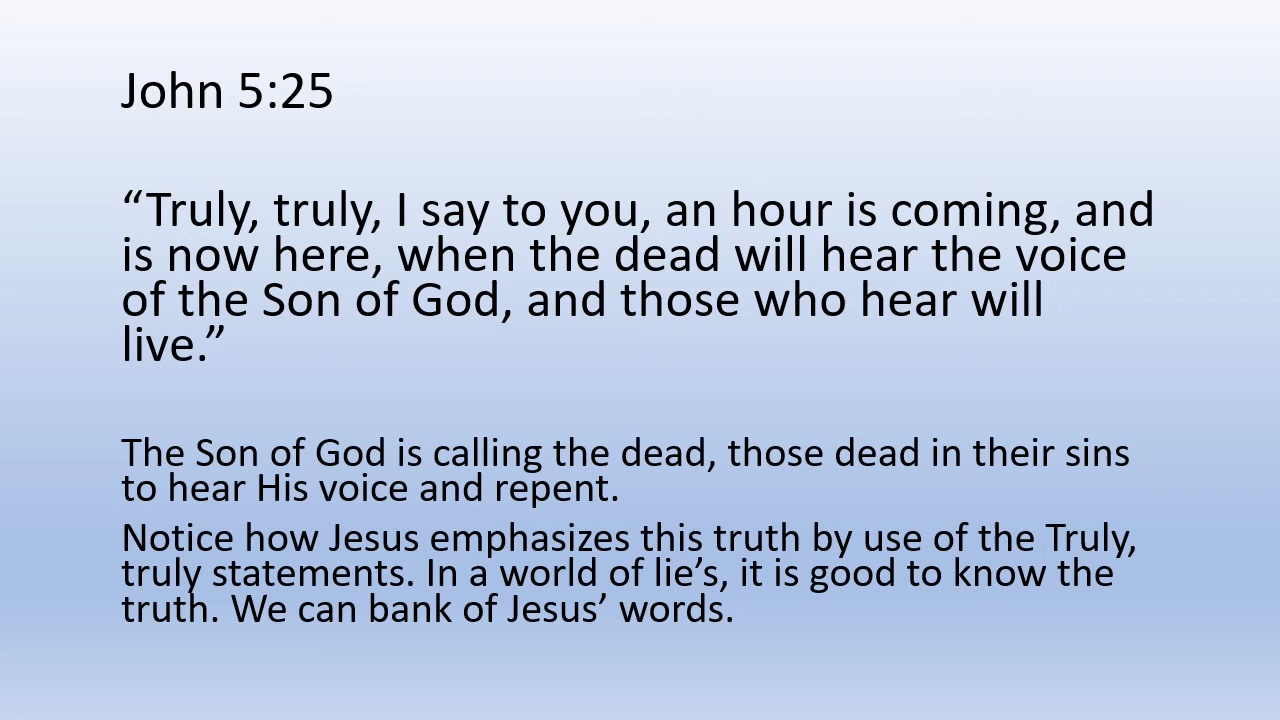 John 5:25
“Truly, truly, I say to you, an hour is coming, and
is now here, when the dead will hear the voice
of the Son of God, and those who hear will
live.”
The Son of God is calling the dead, those dead in their sins
to hear His voice and repent.
Notice how Jesus emphasizes this truth by use of the Truly,
truly statements. In a world of lie’s, it is good to know the
truth. We can bank of Jesus’ words.